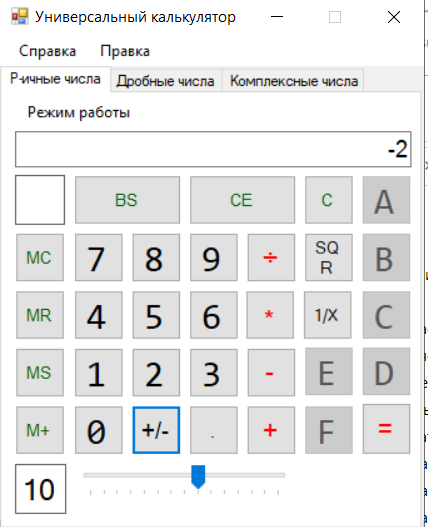 Универсальный калькулятор
Справка Правка
P-ичные числа Дробные числа Комплексные числа
Режим работы
-2
BS CE C A
MC 7 8 9 ÷ SQR B
MR 4 5 6 * 1/X C
MS 1 2 3 - E D
M+ 0 +/- . + F =
10